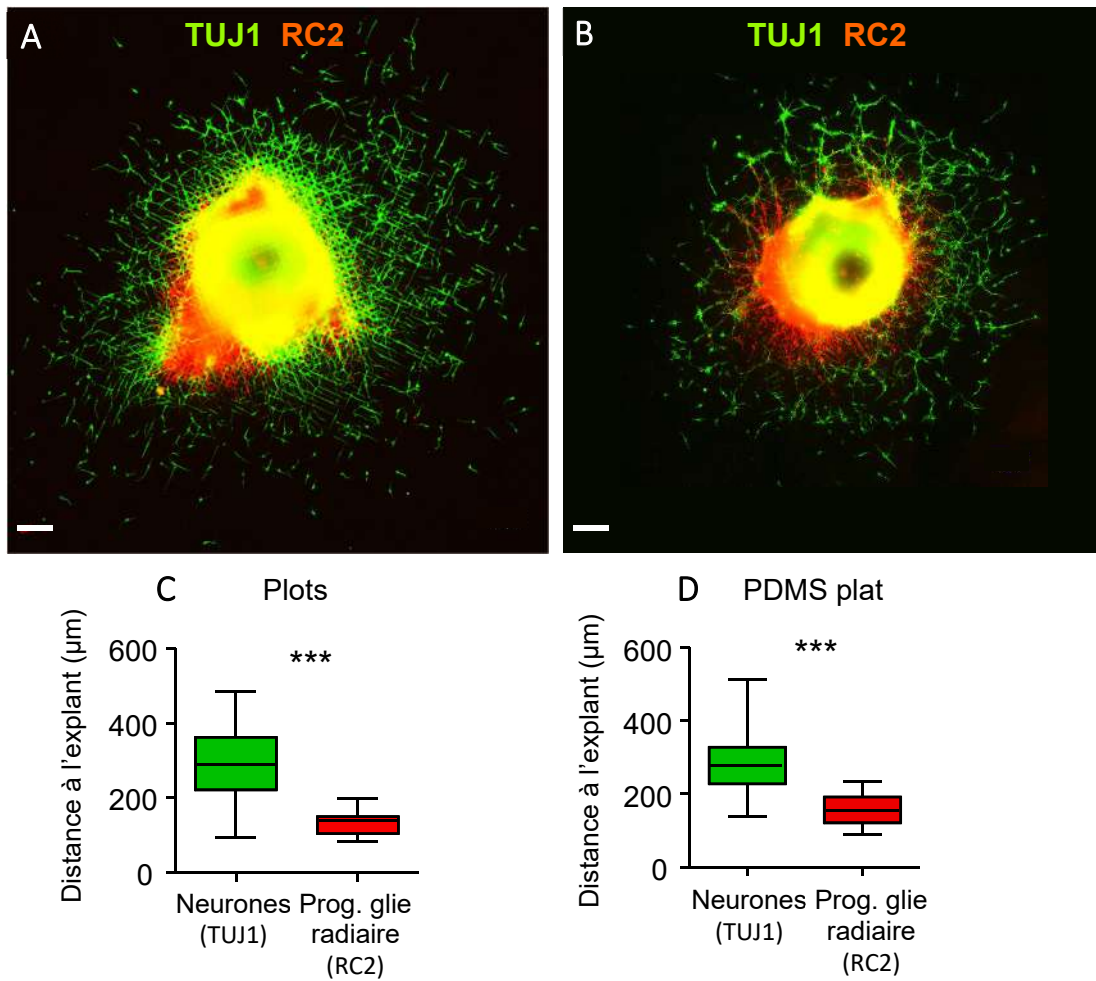 A
TUJ1 RC2
B
TUJ1 RC2
C
Plots
Distance à l'explant (µm)
600
400
200
0
***
Neurones
(TUJ1)
Prog. glie
radiaire
(RC2)
D
PDMS plat
Distance à l'explant (µm)
600
400
200
0
***
Neurones
(TUJ1)
Prog. glie
radiaire
(RC2)